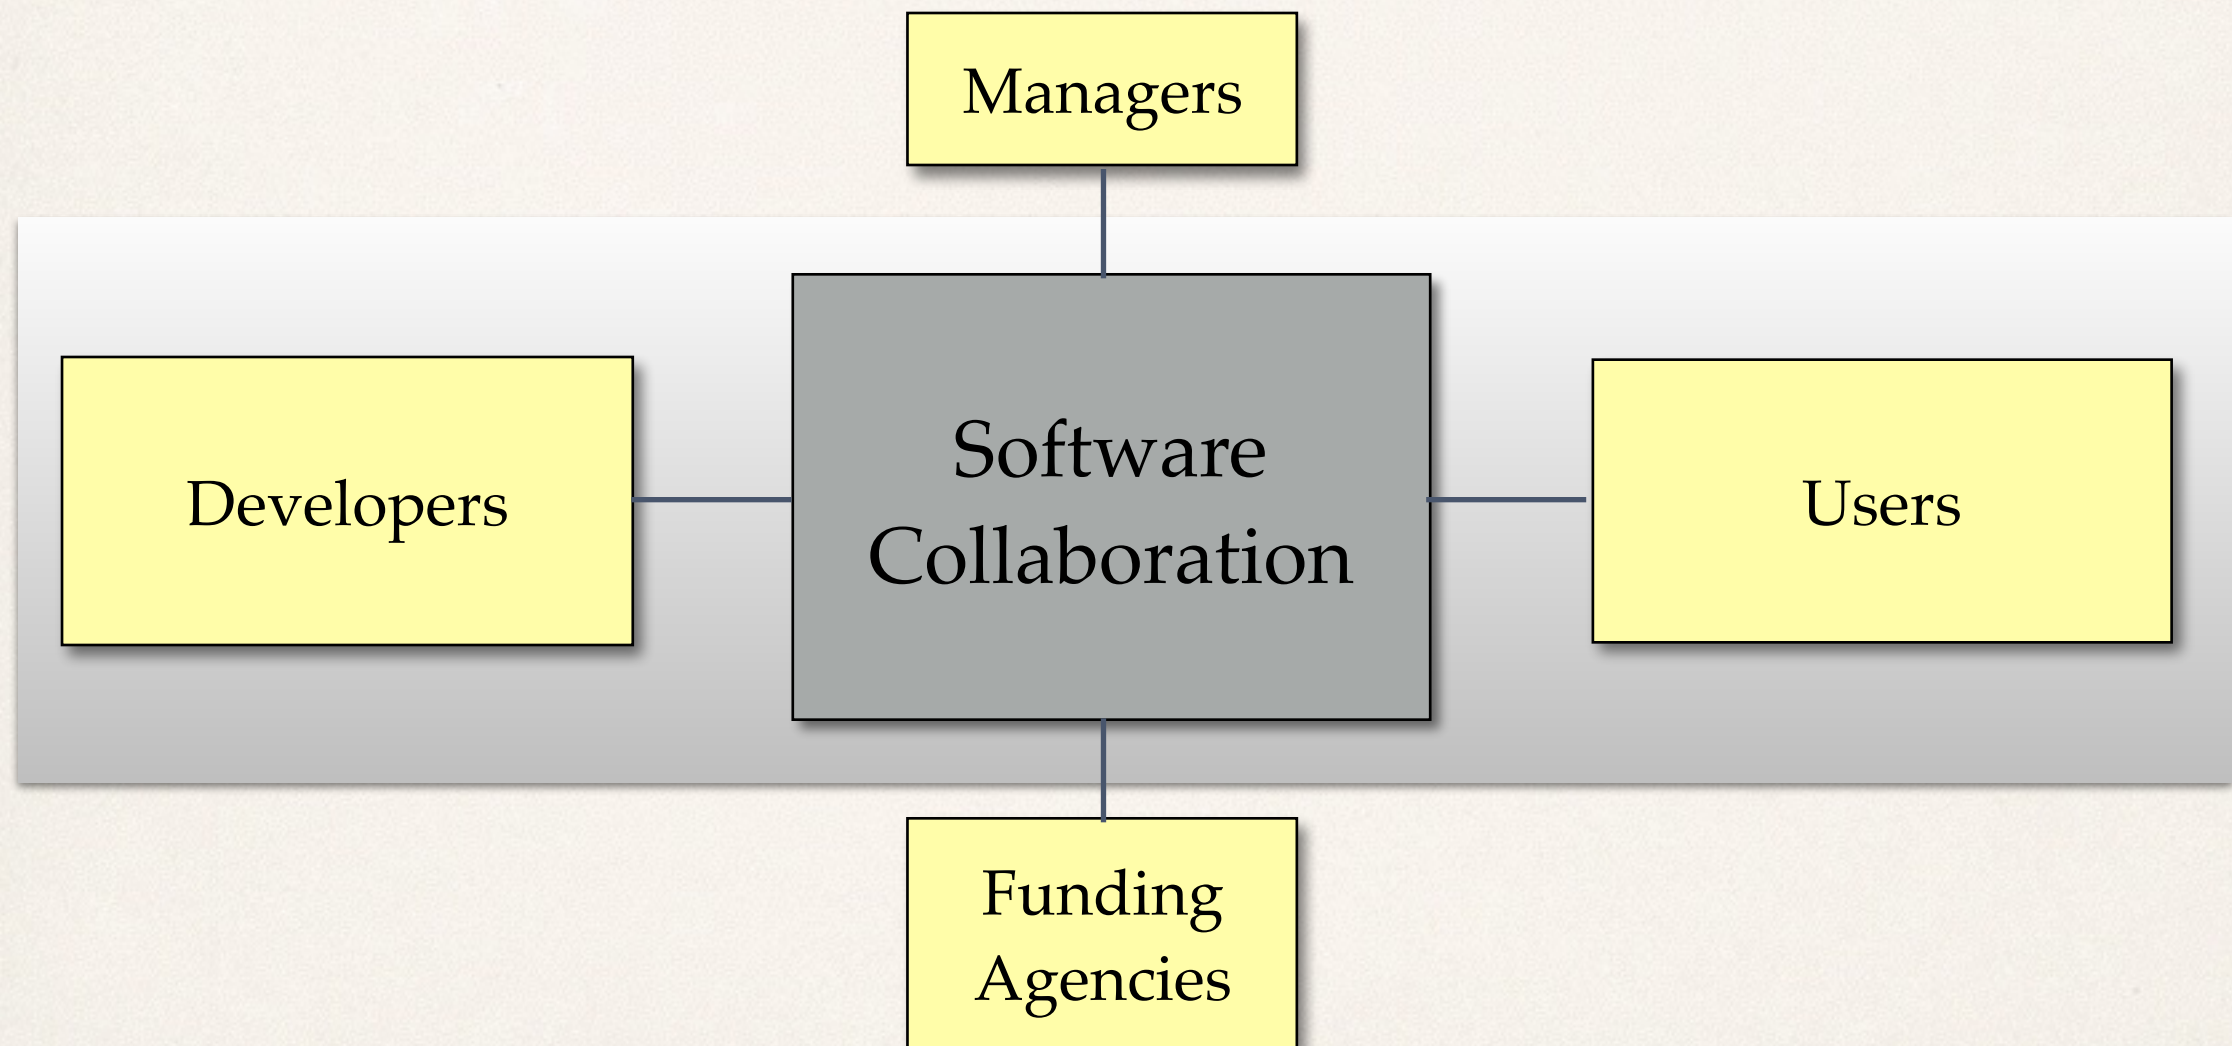 Managers
Developers
Software
Collaboration
Users
Funding
Agencies